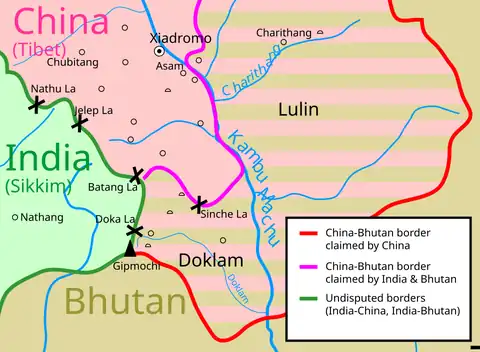 China
(Tibet)
Xiadromo
Charithang
Chubitang
Asam
Charithang
Nathu La
Jelep La
Lulin
India
(Sikkim)
Kambu Machu
Batang La
Sinche La
Nathang
Doka La
Gipmochi
Doklam
Doklam
Bhutan
China-Bhutan border
claimed by China
China-Bhutan border
claimed by India & Bhutan
Undisputed borders
(India-China, India-Bhutan)